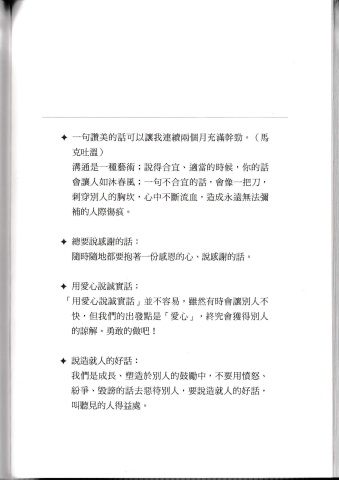 ✦ 一句讚美的話可以讓我連續兩個月充滿幹勁。（馬
克吐溫）
溝通是一種藝術；說得合宜、適當的時候，你的話
會讓人如沐春風；一句不合宜的話，會像一把刀，
刺穿別人的胸坎，心中不斷流血，造成永遠無法彌
補的人際傷痕。
✦ 總要說感謝的話：
隨時隨地都要抱著一份感恩的心、說感謝的話。
✦ 用愛心說誠實話：
「用愛心說誠實話」並不容易，雖然有時會讓別人不
快，但我們的出發點是「愛心」，終究會獲得別人
的諒解。勇敢的做吧！
✦ 說造就人的好話：
我們是成長、塑造於別人的鼓勵中，不要用憤怒、
紛爭、毀謗的話去惡待別人，要說造就人的好話，
叫聽見的人得益處。